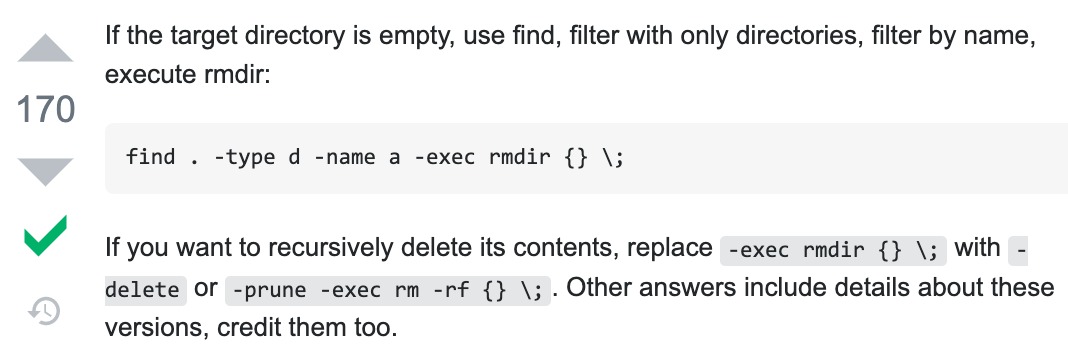 If the target directory is empty, use find, filter with only directories, filter by name,
execute rmdir:
170
find . -type d -name a -exec rmdir {} \;
If you want to recursively delete its contents, replace -exec rmdir {} \; with -
delete or -prune -exec rm -rf {} \;. Other answers include details about these
versions, credit them too.